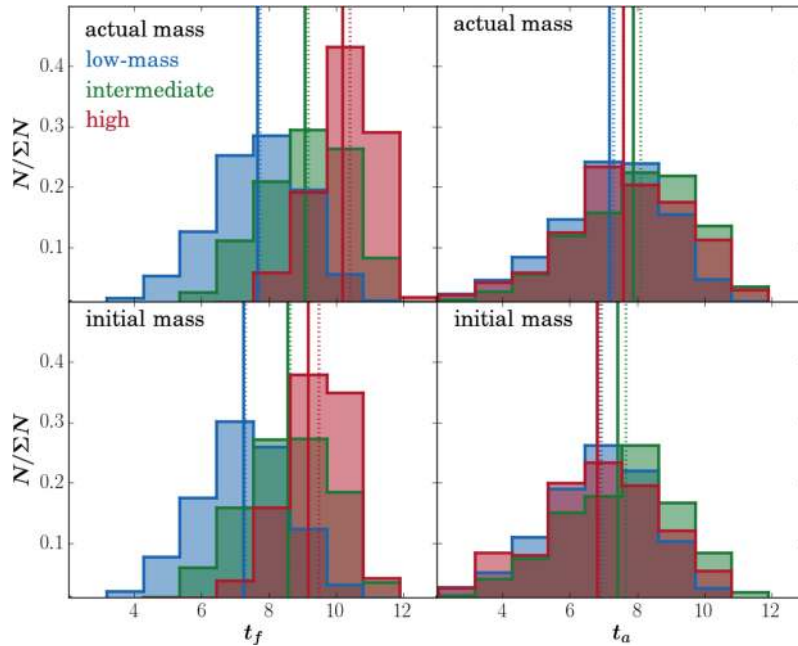 actual mass
low-mass
intermediate
high
actual mass
N/ΣN
0.4
0.3
0.2
0.1
initial mass
initial mass
N/ΣN
0.4
0.3
0.2
0.1
4 6 8 10 12
4 6 8 10 12
t_f
t_a